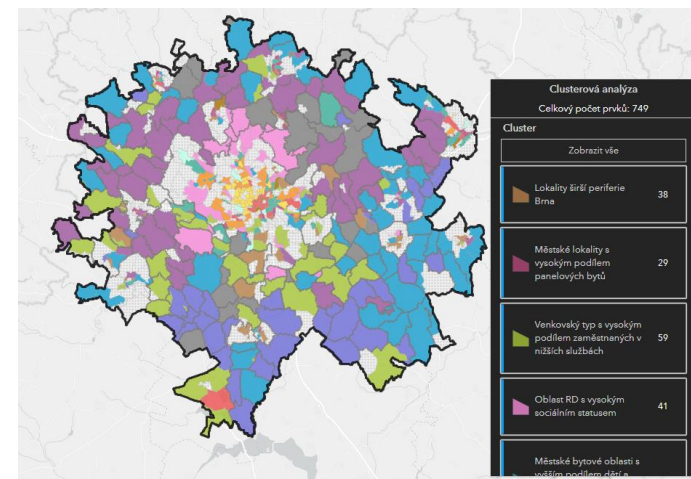 Clusterová analýza
Celkový počet prvků: 749
Cluster
Zobrazit vše
Lokality širší periferie
Brna
38
Městské lokality s
vysokým podílem
panelových bytů
29
Venkovský typ s vysokým
podílem zaměstnaných v
nižších službách
59
Oblast RD s vysokým
sociálním statusem
41
Městské bytové oblasti s
vyšším podílem dětí a